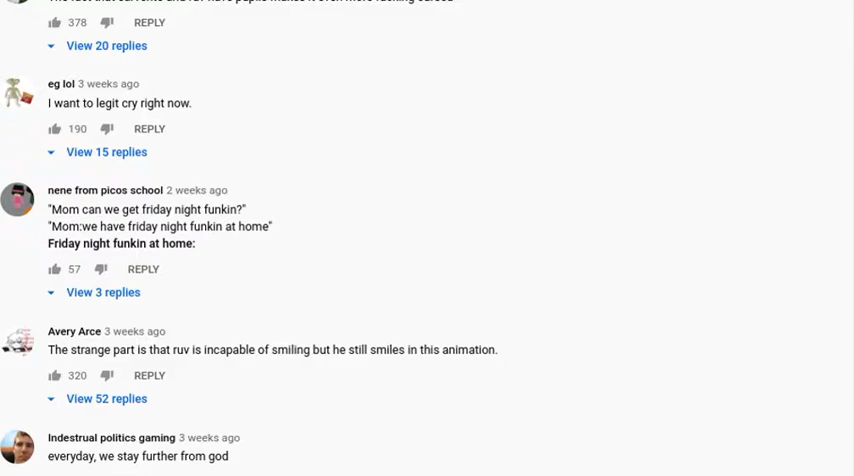 378 REPLY
View 20 replies
eg lol 3 weeks ago
I want to legit cry right now.
190 REPLY
View 15 replies
nene from picos school 2 weeks ago
"Mom can we get friday night funkin?"
"Mom:we have friday night funkin at home"
Friday night funkin at home:
57 REPLY
View 3 replies
Avery Arce 3 weeks ago
The strange part is that ruv is incapable of smiling but he still smiles in this animation.
320 REPLY
View 52 replies
Indestrual politics gaming 3 weeks ago
everyday, we stay further from god